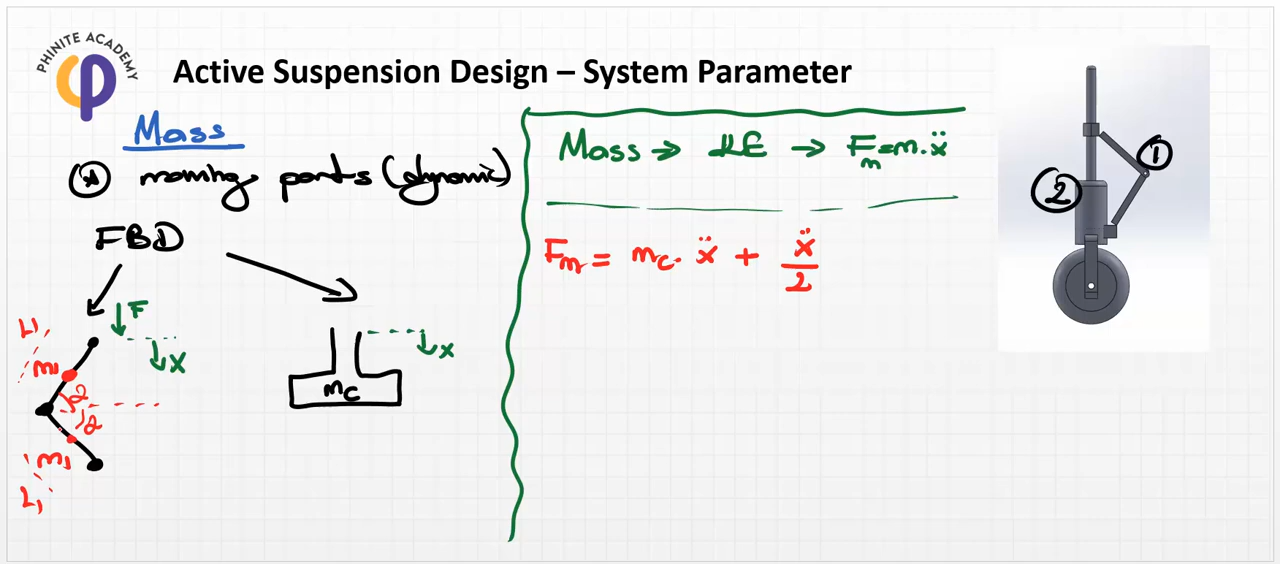 PHINITE ACADEMY
Active Suspension Design – System Parameter
Mass
moving parts (dynamic)
FBD
F
x
L1
m1
m1
L1
x
mc
Mass → KE → Fm = m.ẍ
Fm = mc. ẍ + ẍ/2
1
2